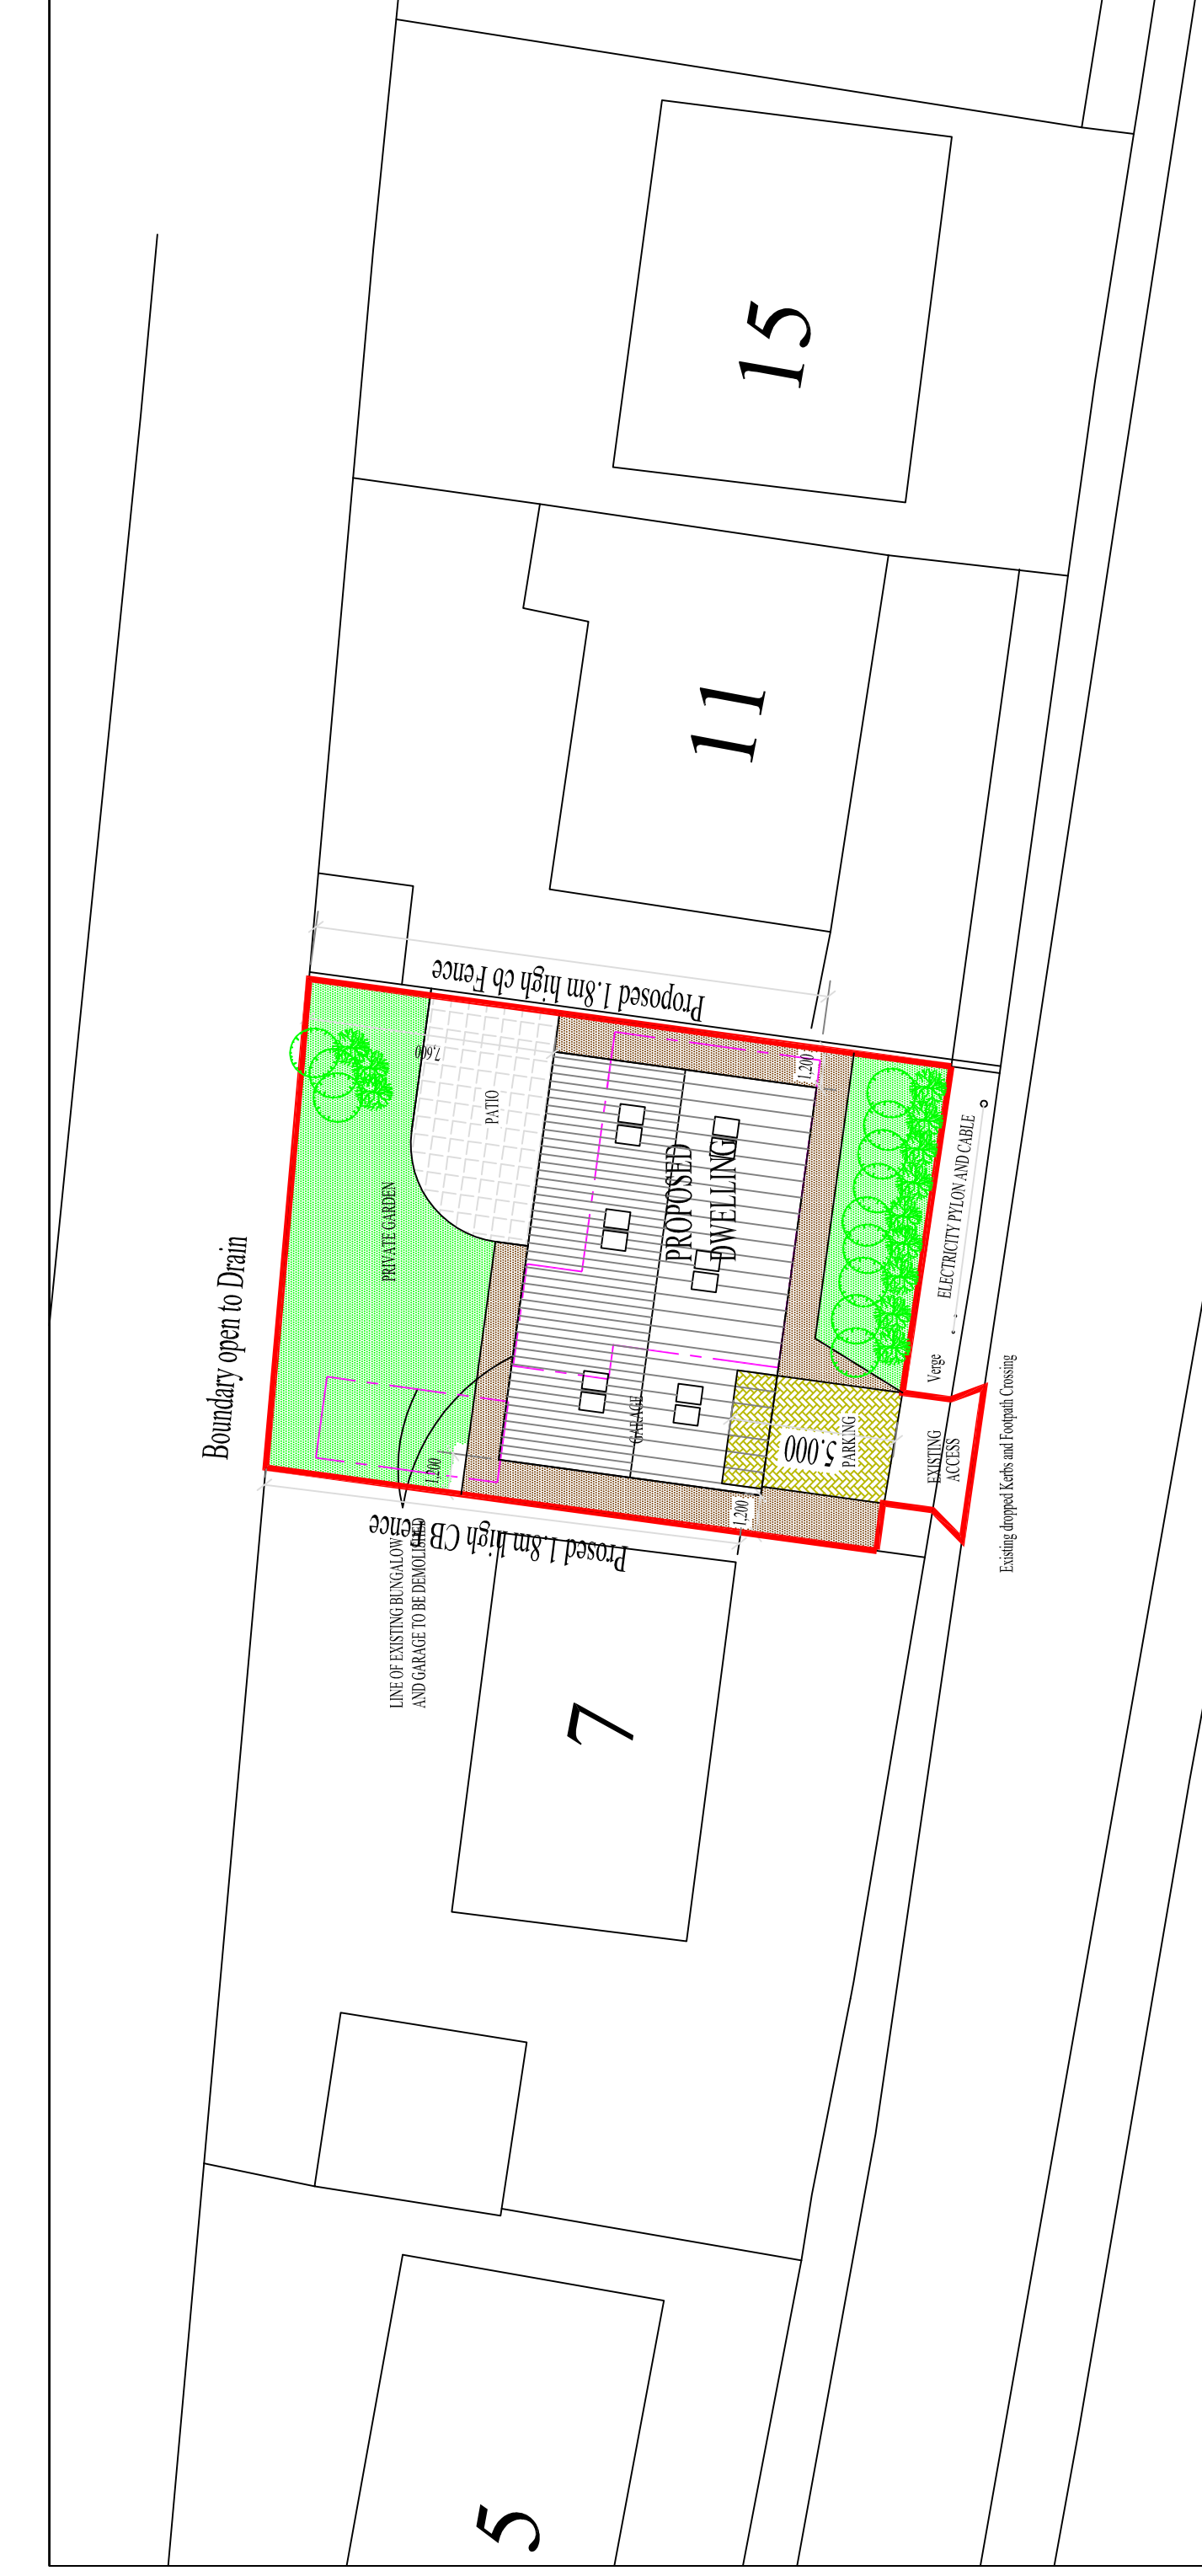 15
11
Proposed 1.8m high cb Fence
1,200
7,600
PATIO
PRIVATE GARDEN
PROPOSED
DWELLING
ELECTRICITY PYLON AND CABLE
Boundary open to Drain
Verge
GARAGE
5.000
PARKING
EXISTING
ACCESS
Existing dropped Kerbs and Footpath Crossing
1,200
1,200
Prosed 1.8m high CB fence
LINE OF EXISTING BUNGALOW
AND GARAGE TO BE DEMOLISHED
7
5